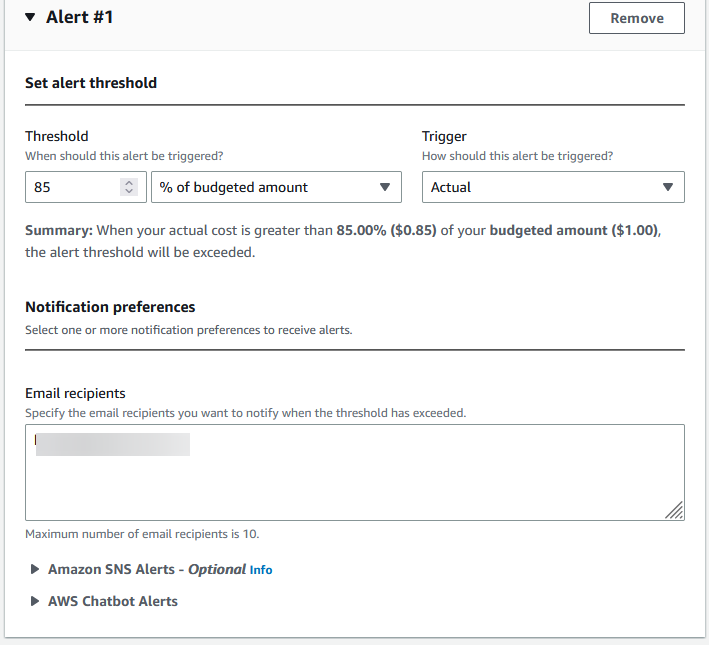 Alert #1
Remove
Set alert threshold
Threshold
When should this alert be triggered?
85
% of budgeted amount
Trigger
How should this alert be triggered?
Actual
Summary: When your actual cost is greater than 85.00% ($0.85) of your budgeted amount ($1.00),
the alert threshold will be exceeded.
Notification preferences
Select one or more notification preferences to receive alerts.
Email recipients
Specify the email recipients you want to notify when the threshold has exceeded.
Maximum number of email recipients is 10.
Amazon SNS Alerts - Optional Info
AWS Chatbot Alerts